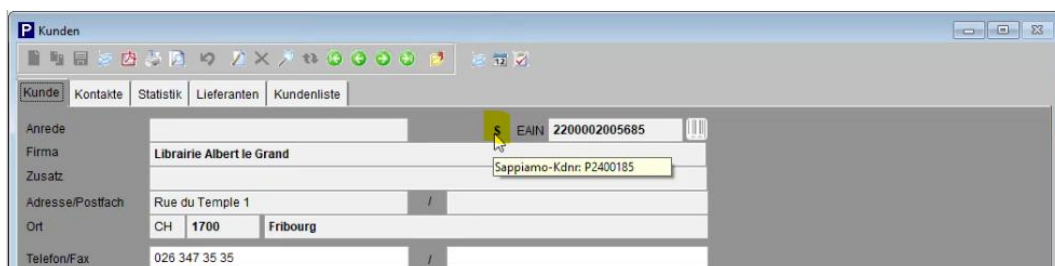 P Kunden
12
Kunde Kontakte Statistik Lieferanten Kundenliste
Anrede $ EAIN 2200002005685
Firma Librairie Albert le Grand
Sappiamo-Kdnr: P2400185
Zusatz
Adresse/Postfach Rue du Temple 1 /
Ort CH 1700 Fribourg
Telefon/Fax 026 347 35 35 /